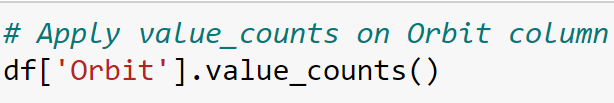 # Apply value_counts on Orbit column
df['Orbit'].value_counts()